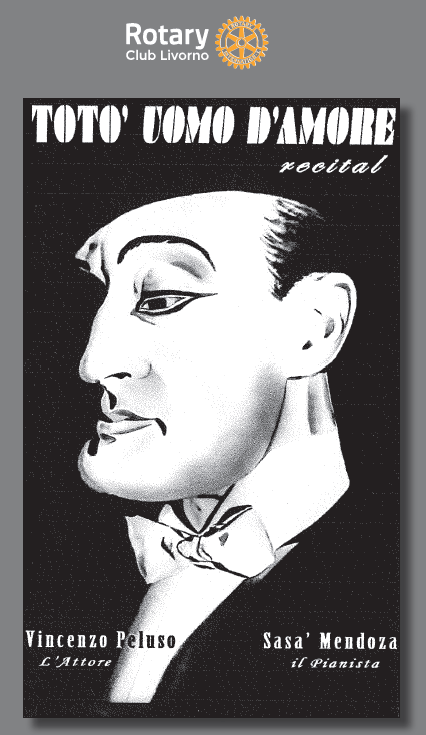 Rotary
Club Livorno
TOTO' UOMO D'AMORE
recital
Vincenzo Peluso
L'Attore
Sasa' Mendoza
il Pianista